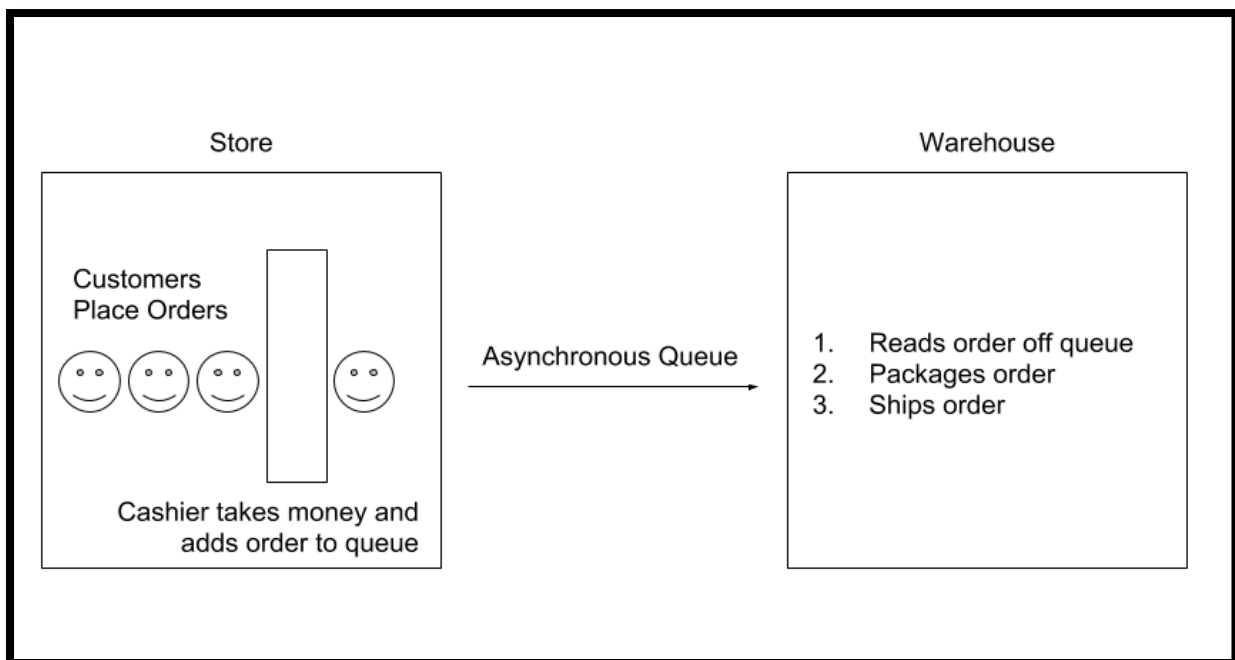 Store
Customers
Place Orders
Cashier takes money and
adds order to queue
Asynchronous Queue
Warehouse
1. Reads order off queue
2. Packages order
3. Ships order